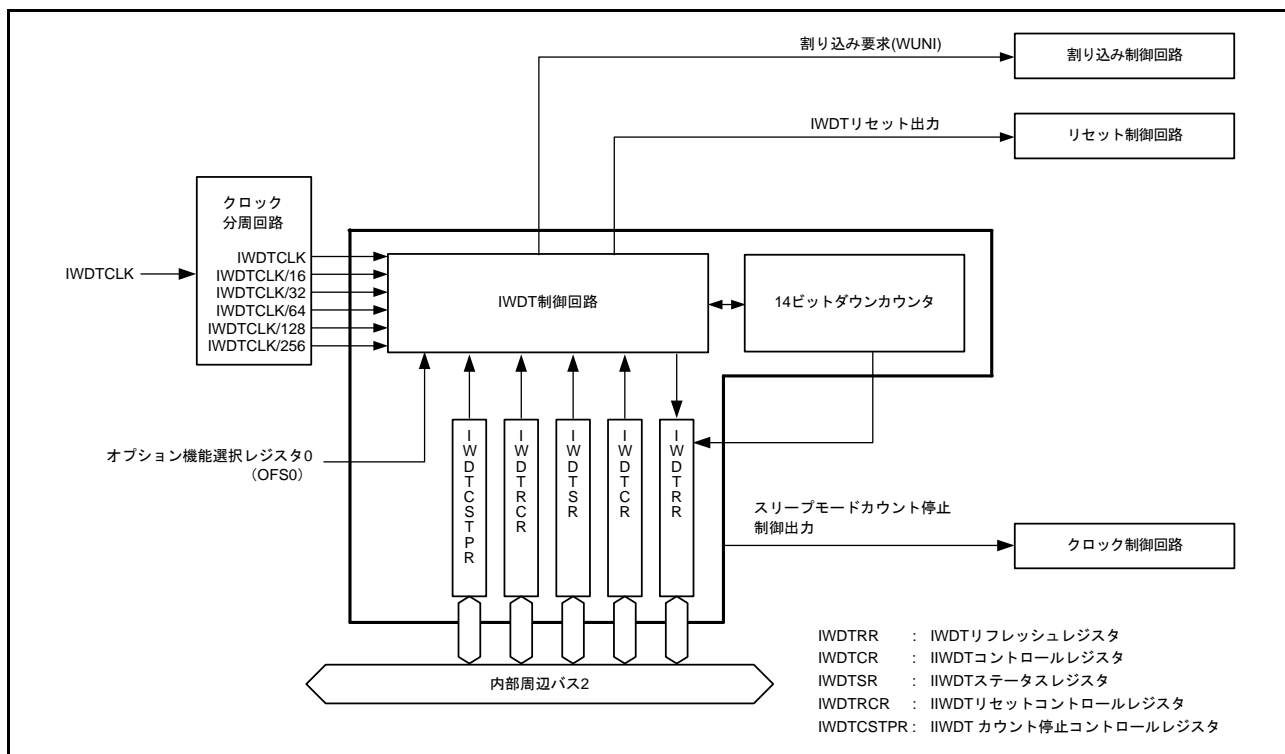 割り込み要求(WUNI)
割り込み制御回路
IWDTリセット出力
リセット制御回路
クロック
分周回路
IWDTCLK
IWDTCLK
IWDTCLK/16
IWDTCLK/32
IWDTCLK/64
IWDTCLK/128
IWDTCLK/256
IWDT制御回路
14ビットダウンカウンタ
オプション機能選択レジスタ0
（OFS0）
IWDTCSTPR
IWDTRCR
IWDTSR
IWDTCR
IWDTRR
スリープモードカウント停止
制御出力
クロック制御回路
内部周辺バス2
IWDTRR : IWDTリフレッシュレジスタ
IWDTCR : IIWDTコントロールレジスタ
IWDTSR : IIWDTステータスレジスタ
IWDTRCR : IIWDTリセットコントロールレジスタ
IWDTCSTPR : IIWDT カウント停止コントロールレジスタ